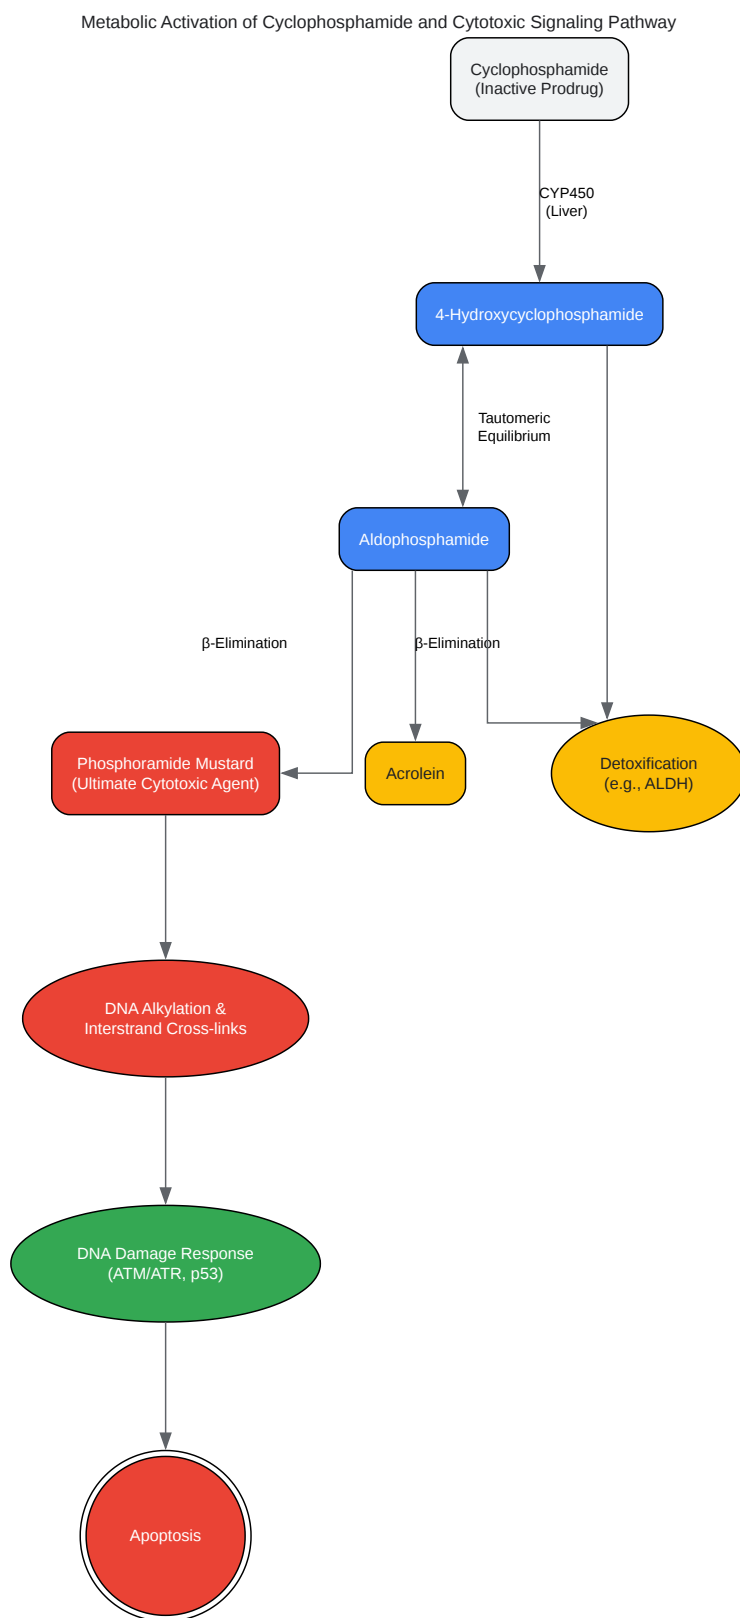 Metabolic Activation of Cyclophosphamide and Cytotoxic Signaling Pathway
Cyclophosphamide
(Inactive Prodrug)
CYP450
(Liver)
4-Hydroxycyclophosphamide
Tautomeric
Equilibrium
Aldophosphamide
β-Elimination
β-Elimination
Phosphoramide Mustard
(Ultimate Cytotoxic Agent)
Acrolein
Detoxification
(e.g., ALDH)
DNA Alkylation &
Interstrand Cross-links
DNA Damage Response
(ATM/ATR, p53)
Apoptosis